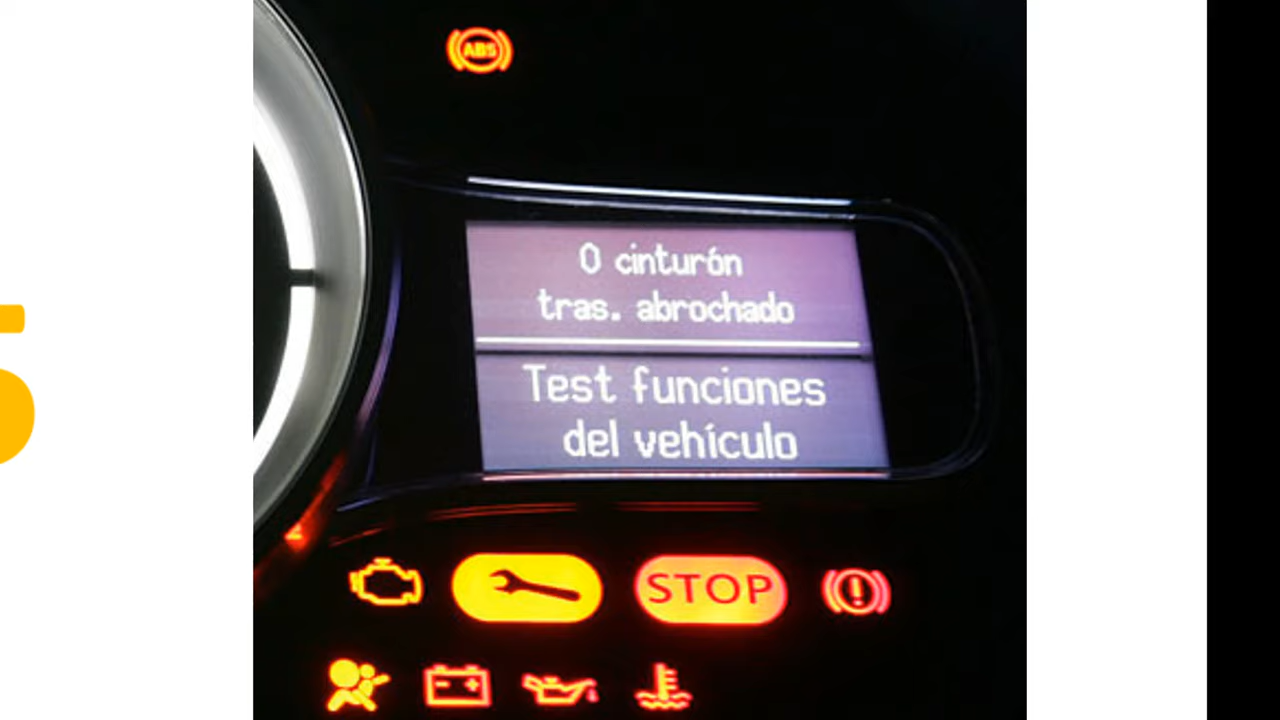 ABS
0 cinturón
tras. abrochado
Test funciones
del vehículo
STOP